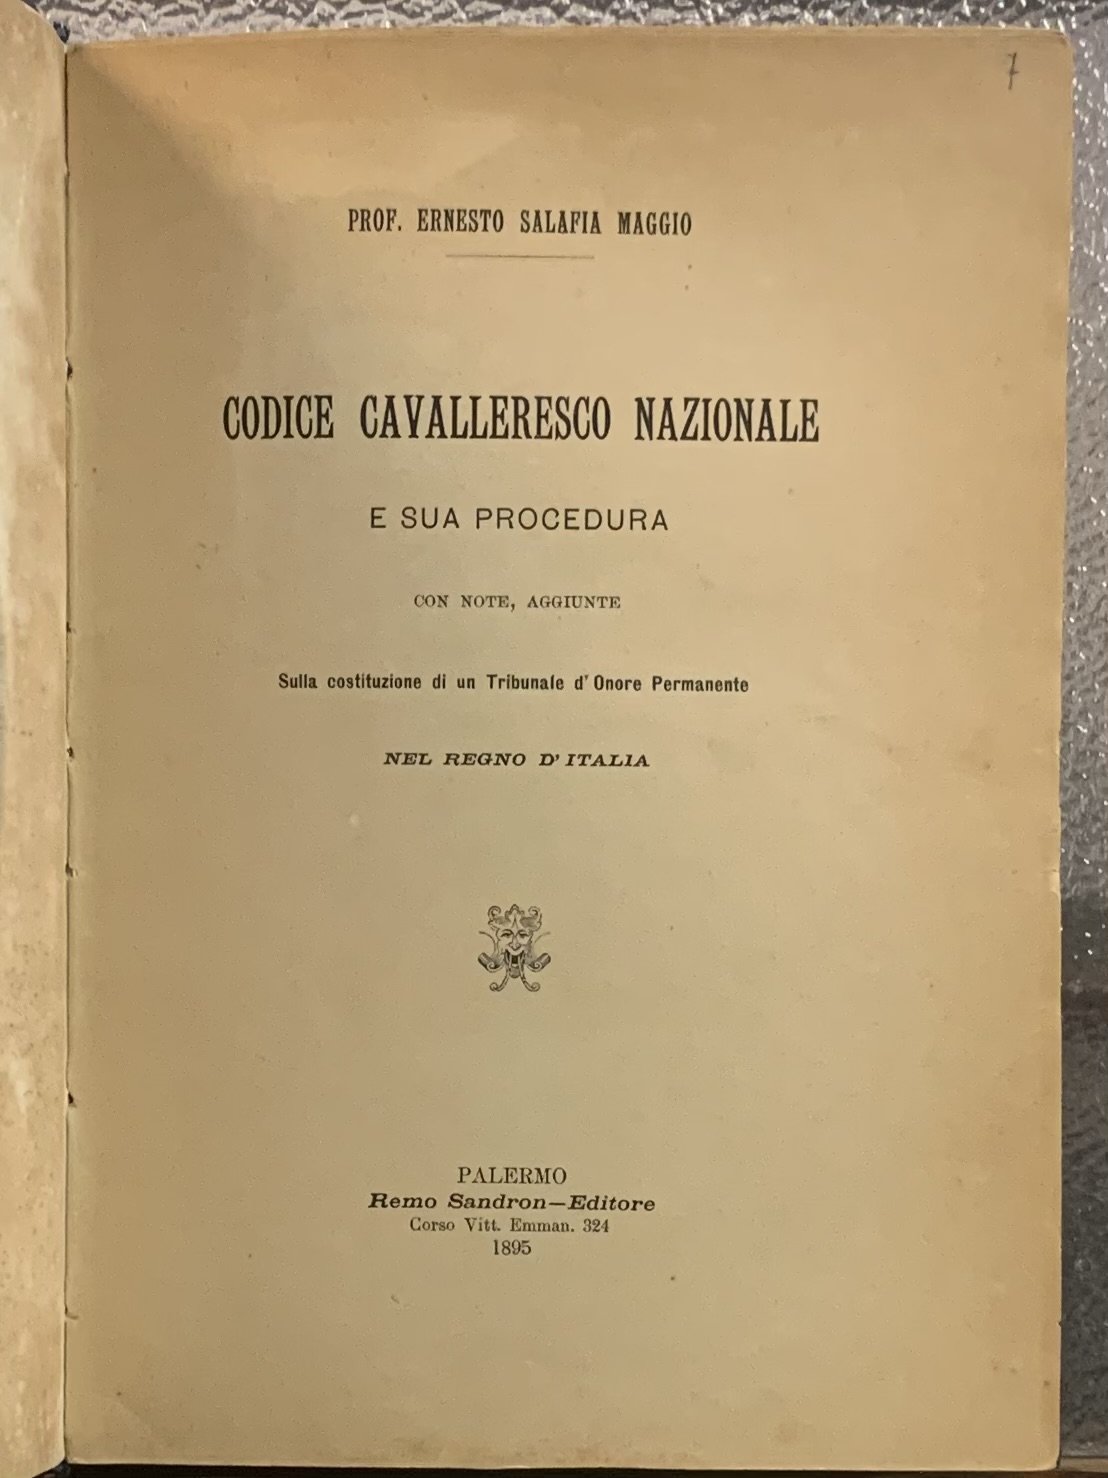 7
PROF. ERNESTO SALAFIA MAGGIO
CODICE CAVALLERESCO NAZIONALE
E SUA PROCEDURA
CON NOTE, AGGIUNTE
Sulla costituzione di un Tribunale d' Onore Permanente
NEL REGNO D'ITALIA
PALERMO
Remo Sandron—Editore
Corso Vitt. Emman. 324
1895